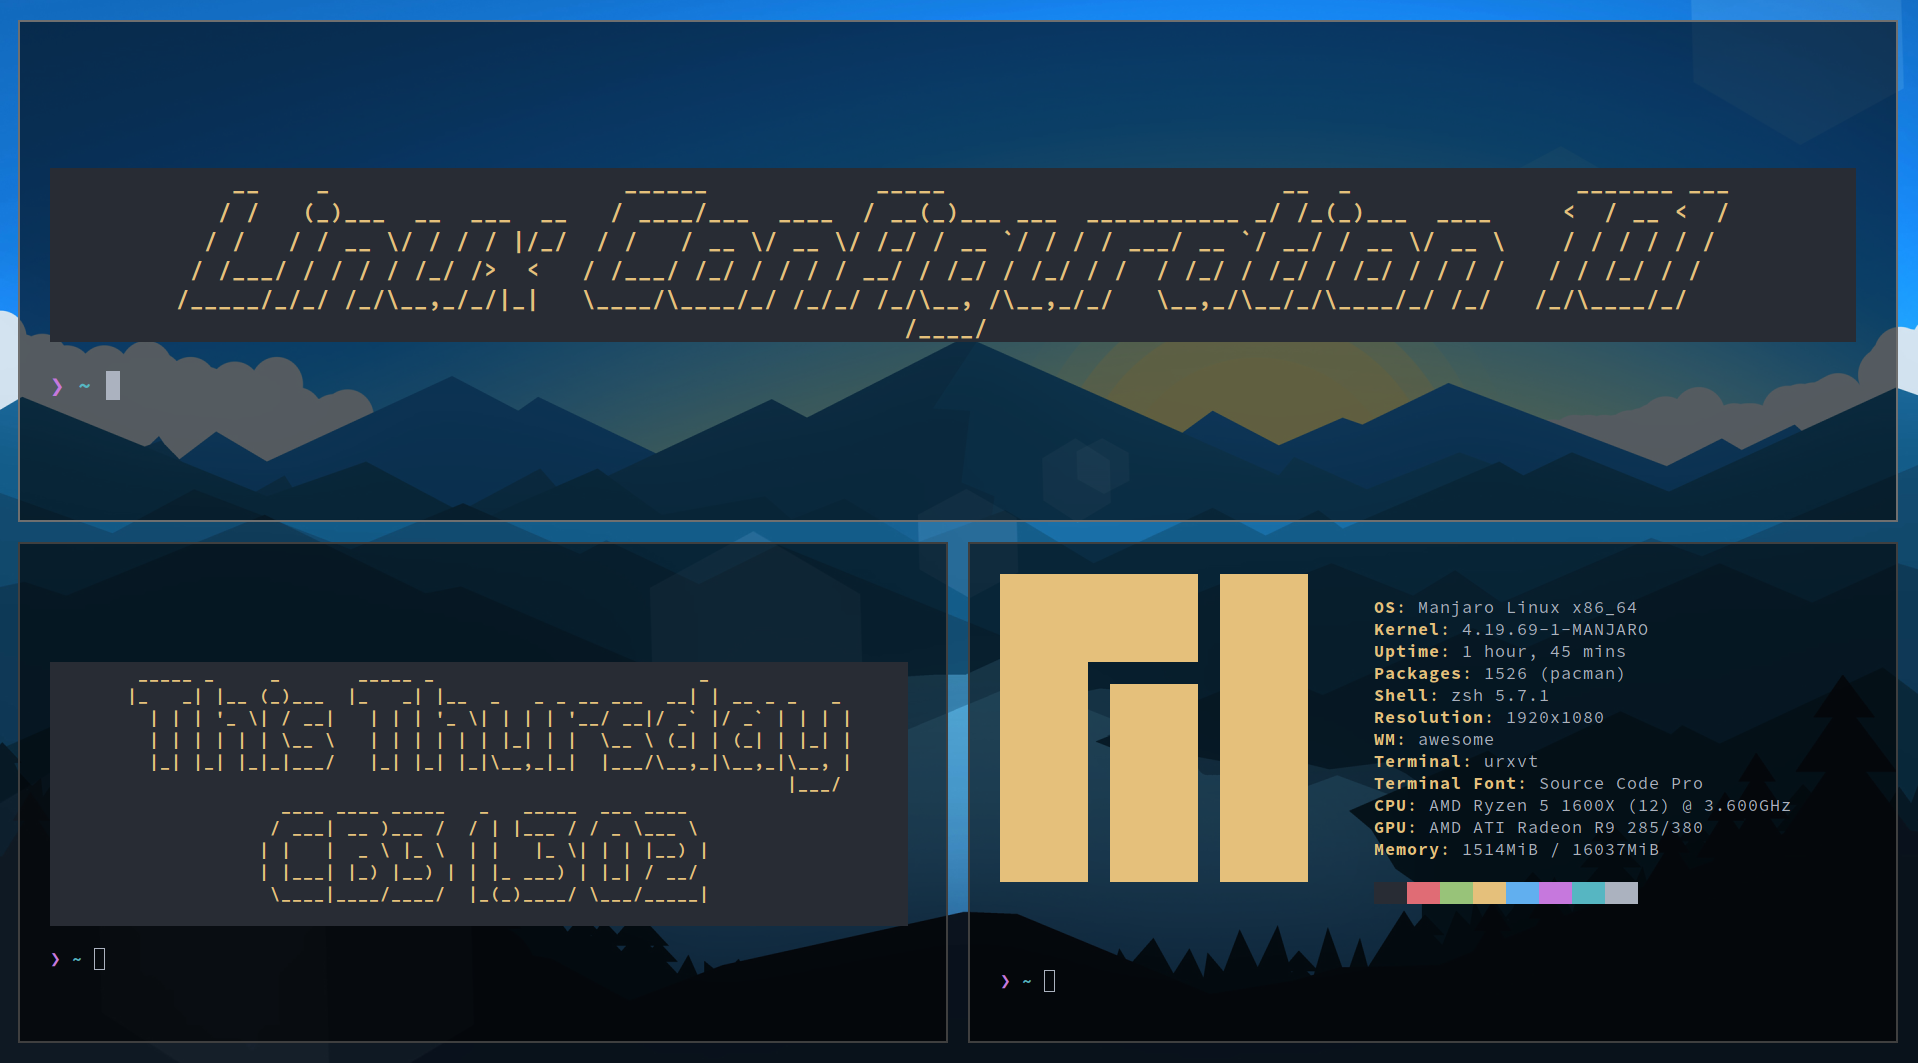 Linux Configuration 101
❯ ~
This Thursday
CB3 1.302
❯ ~
OS: Manjaro Linux x86_64
Kernel: 4.19.69-1-MANJARO
Uptime: 1 hour, 45 mins
Packages: 1526 (pacman)
Shell: zsh 5.7.1
Resolution: 1920x1080
WM: awesome
Terminal: urxvt
Terminal Font: Source Code Pro
CPU: AMD Ryzen 5 1600X (12) @ 3.600GHz
GPU: AMD ATI Radeon R9 285/380
Memory: 1514MiB / 16037MiB
❯ ~